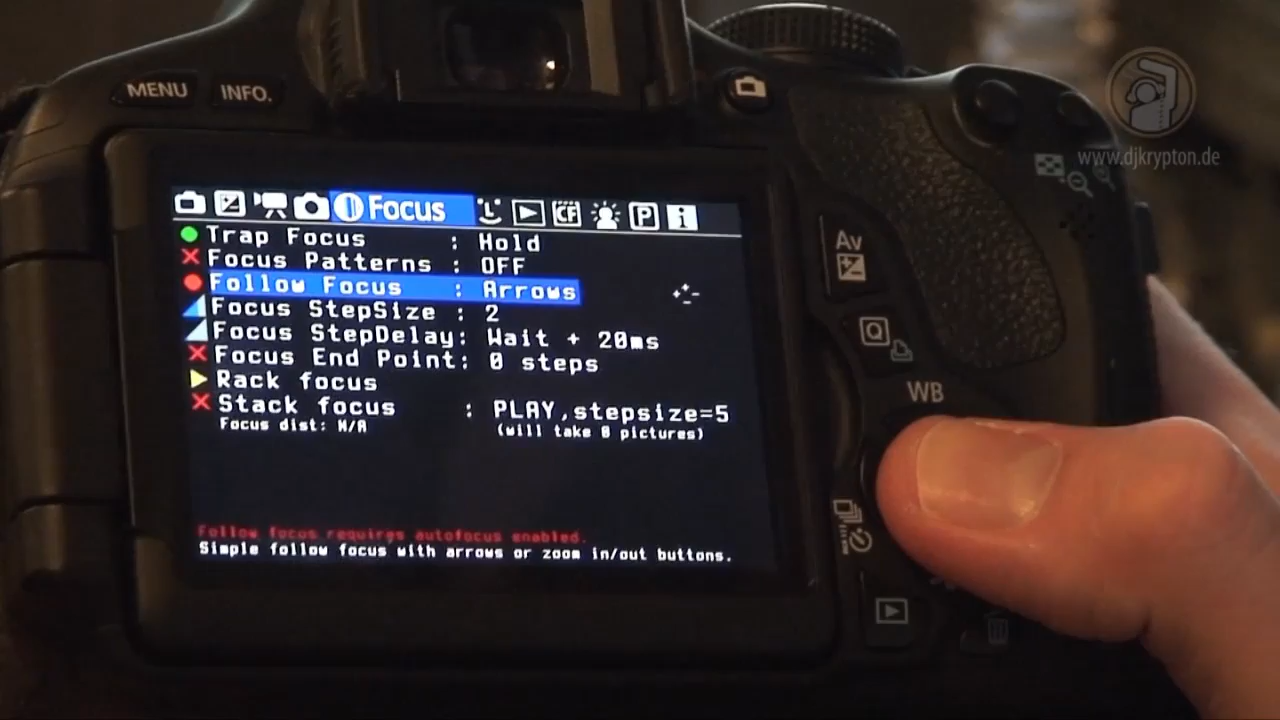 MENU INFO.
www.djkrypton.de
Focus
L CF P i
Trap Focus : Hold
Focus Patterns : OFF
Follow Focus : Arrows
Focus StepSize : 2
Focus StepDelay: Wait + 20ms
Focus End Point: 0 steps
Rack focus
Stack focus : PLAY,stepsize=5
Focus dist: N/A (will take 0 pictures)
Follow focus requires autofocus enabled.
Simple follow focus with arrows or zoom in/out buttons.
Av
Q
WB